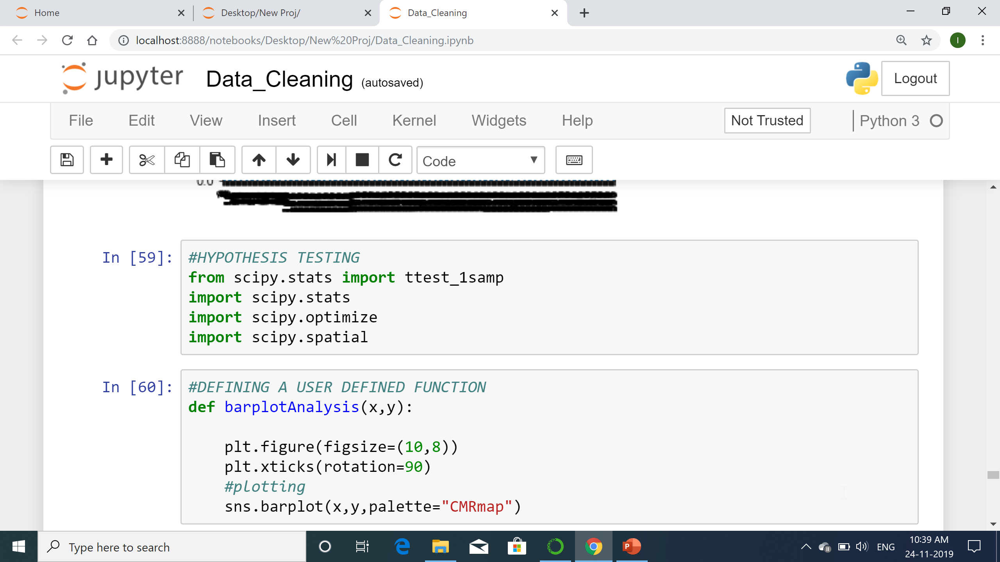 Home
Desktop/New Proj/
Data_Cleaning
localhost:8888/notebooks/Desktop/New%20Proj/Data_Cleaning.ipynb
I
jupyter Data_Cleaning (autosaved)
Logout
File Edit View Insert Cell Kernel Widgets Help
Not Trusted
Python 3
Code
0.0
In [59]:
#HYPOTHESIS TESTING
from scipy.stats import ttest_1samp
import scipy.stats
import scipy.optimize
import scipy.spatial
In [60]:
#DEFINING A USER DEFINED FUNCTION
def barplotAnalysis(x,y):
plt.figure(figsize=(10,8))
plt.xticks(rotation=90)
#plotting
sns.barplot(x,y,palette="CMRmap")
Type here to search
P
ENG
10:39 AM
24-11-2019